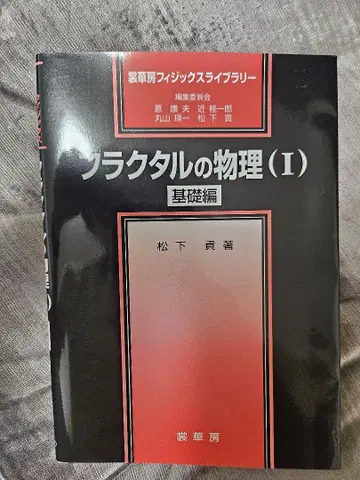 裳華房フィジックスライブラリー
編集委員会
原 康夫 近 桂一郎
丸山 瑛一 松下 貢
フラクタルの物理(Ⅰ)
基礎編
松下 貢 著
裳華房